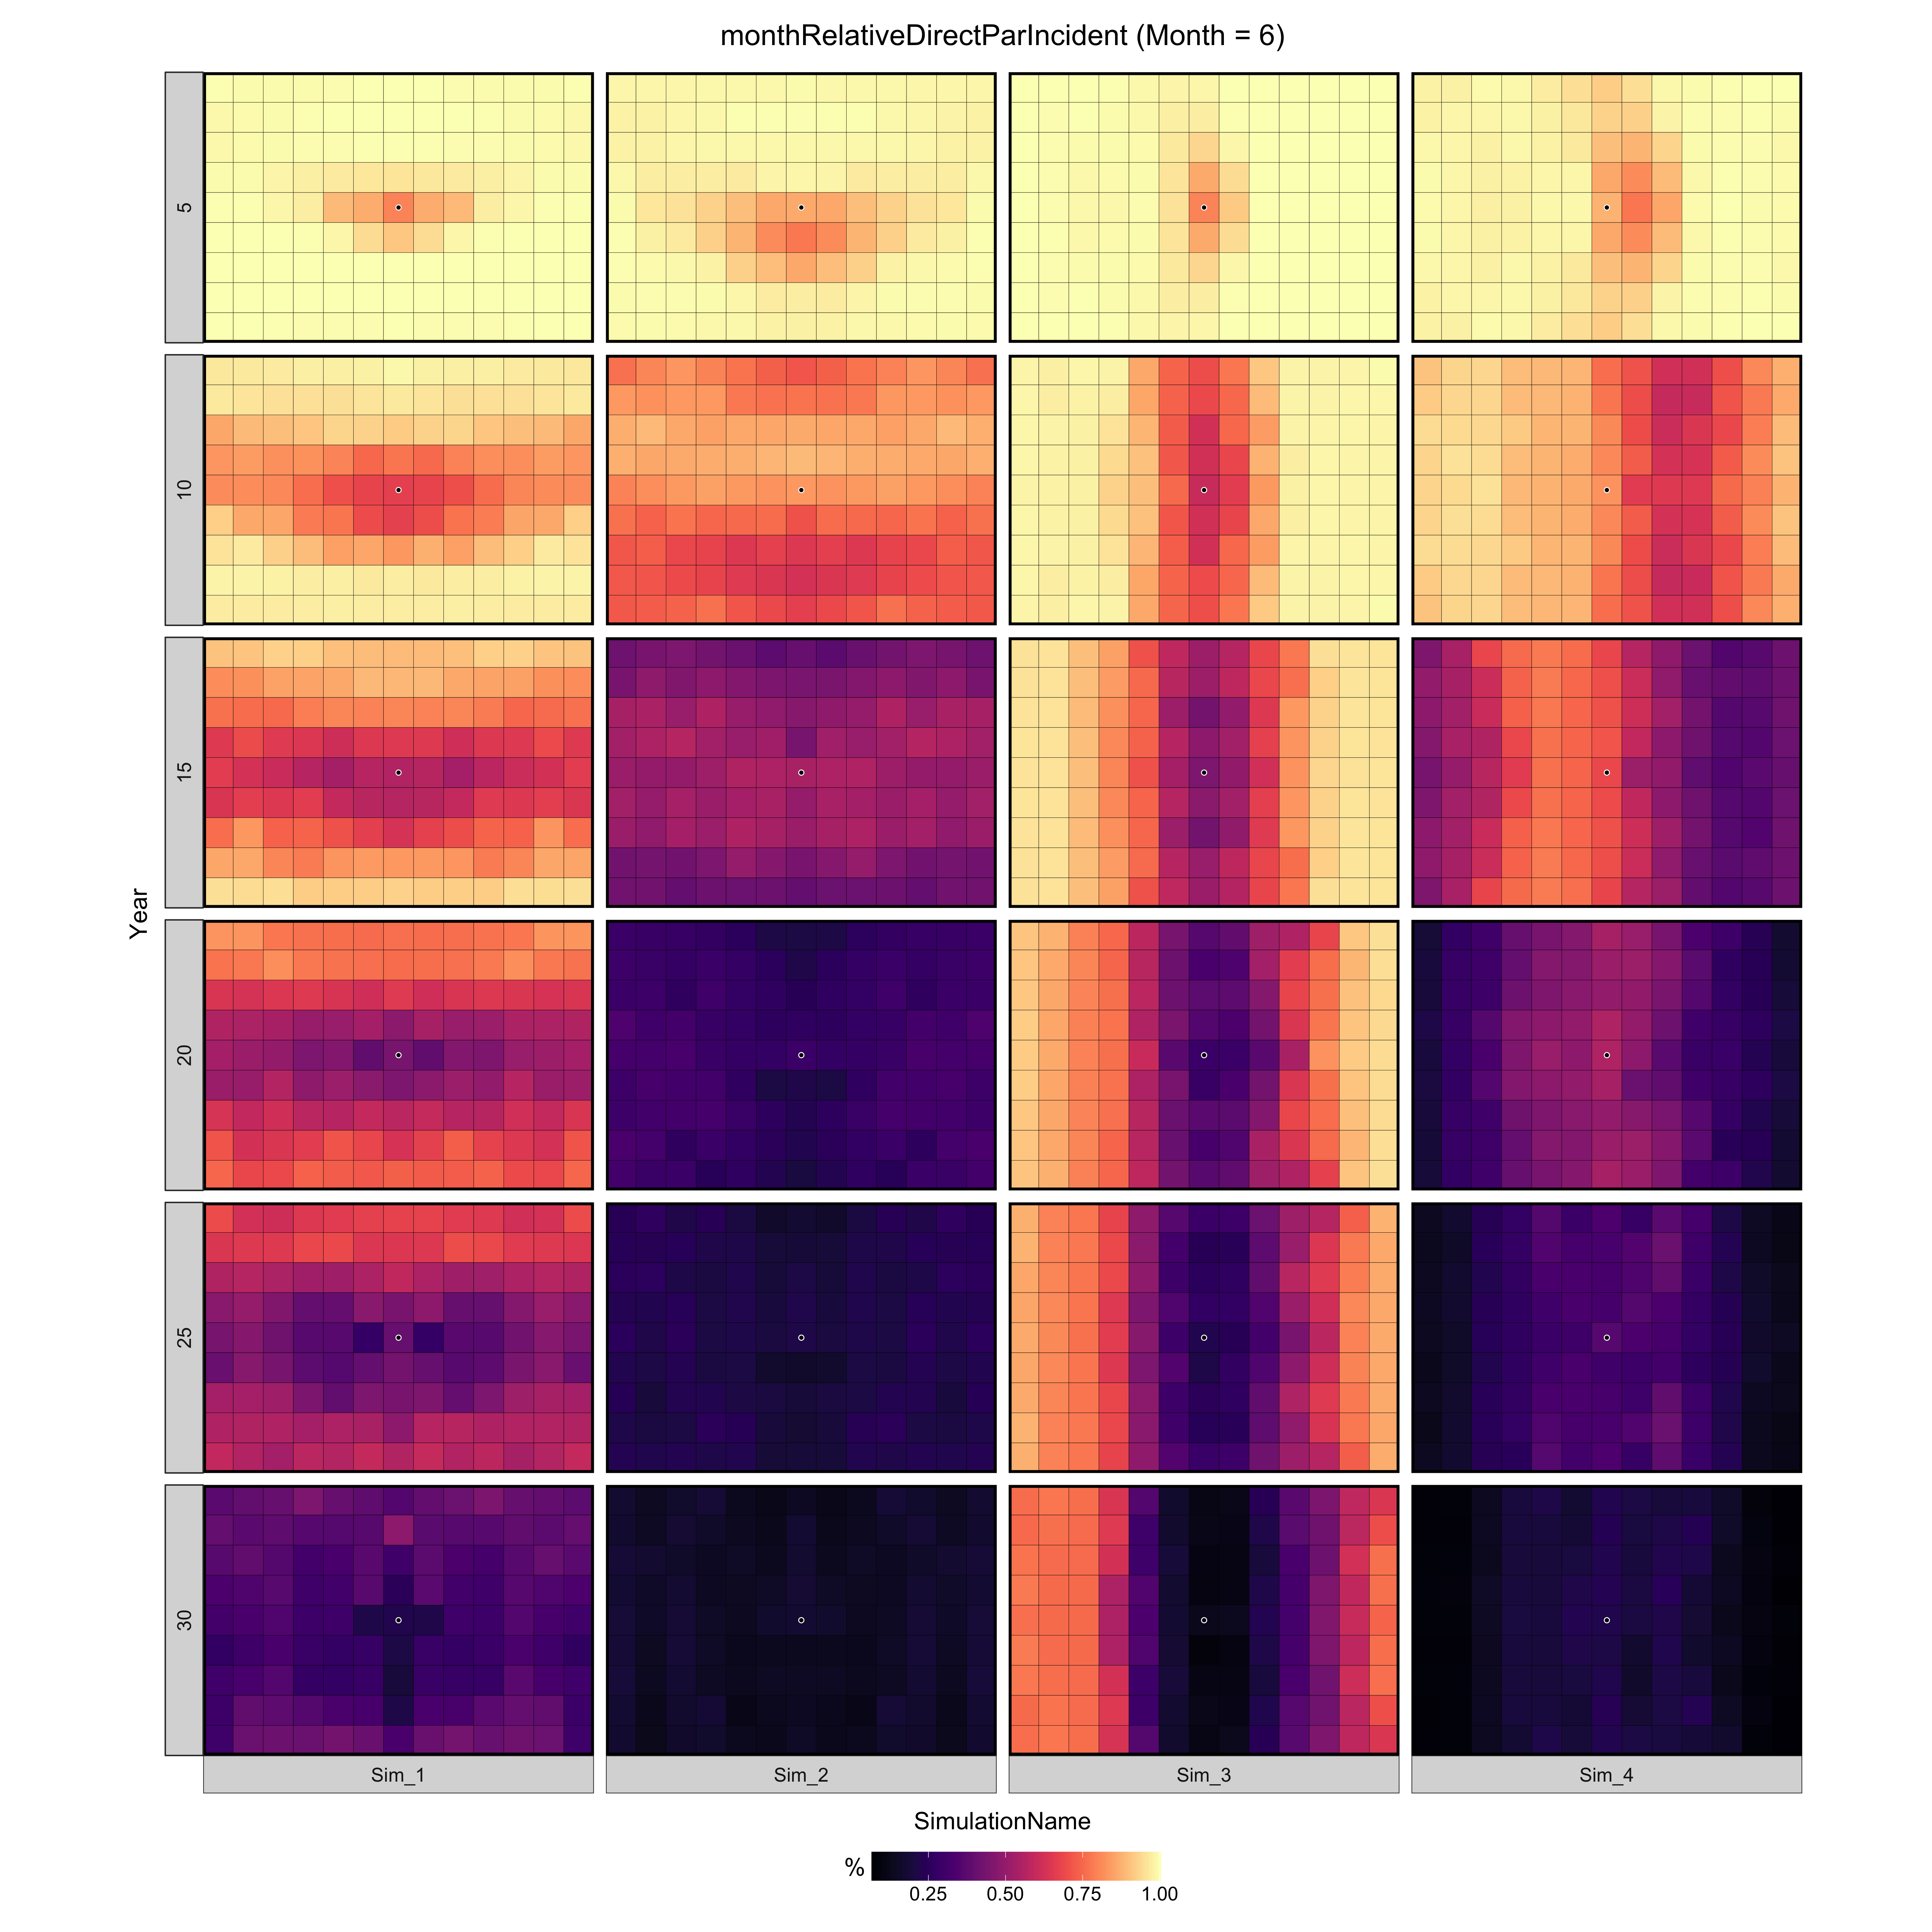 monthRelativeDirectParIncident (Month = 6)
5
10
15
20
25
30
Year
Sim_1 Sim_2 Sim_3 Sim_4
SimulationName
%
0.25 0.50 0.75 1.00